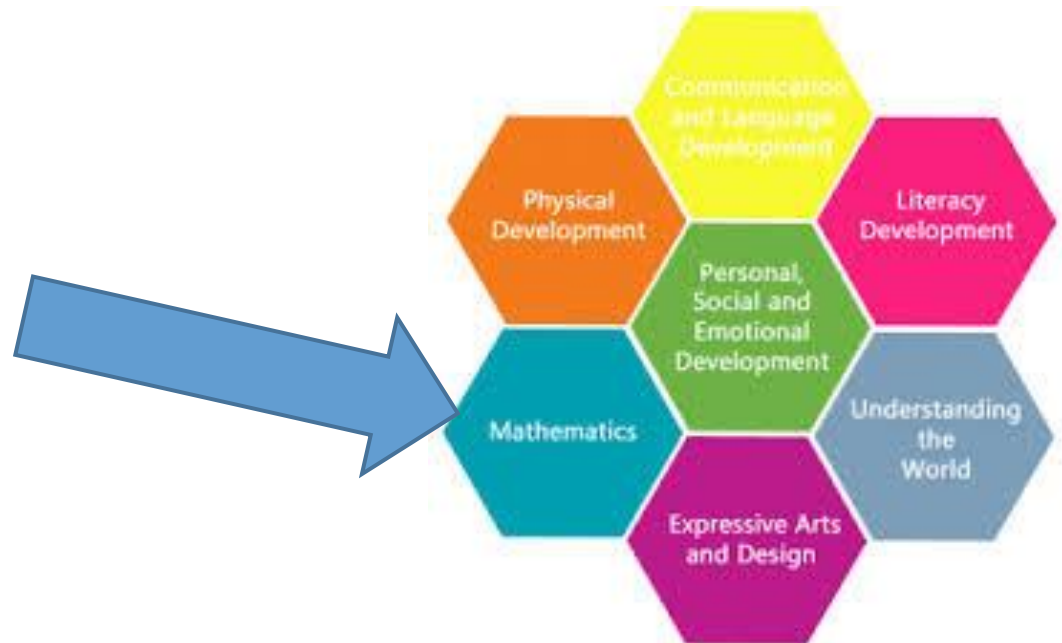 Communication
and Language
Development
Physical
Development
Literacy
Development
Personal,
Social and
Emotional
Development
Mathematics
Understanding
the
World
Expressive Arts
and Design